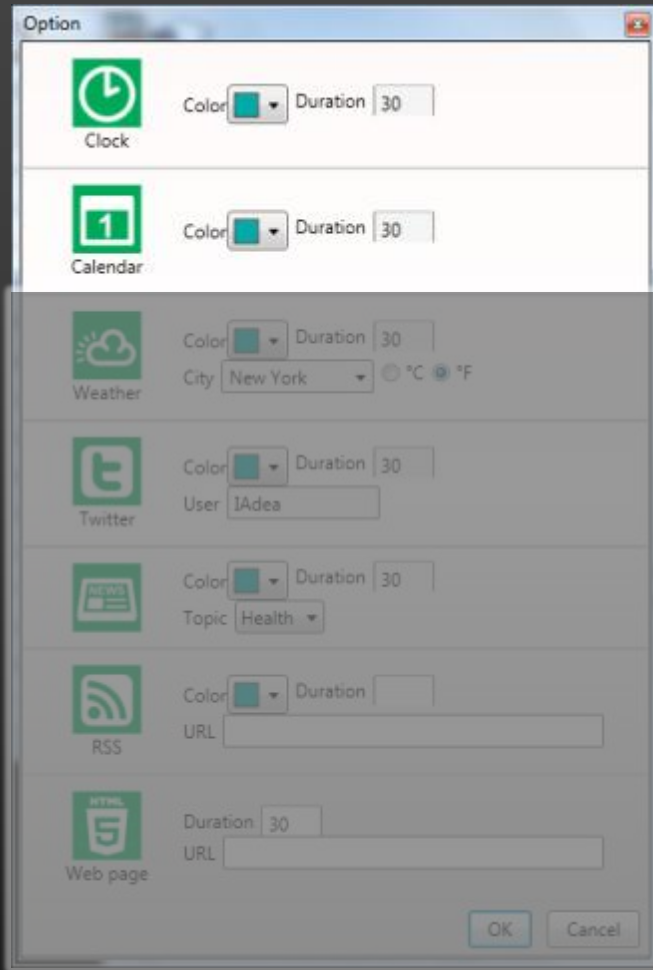 Option
Color Duration 30
Clock
1
Color Duration 30
Calendar
Color Duration 30
City New York °C °F
Weather
Color Duration 30
User IAdea
Twitter
NEWS
Color Duration 30
Topic Health
Color Duration
URL
RSS
HTML
5
Duration 30
URL
Web page
OK Cancel